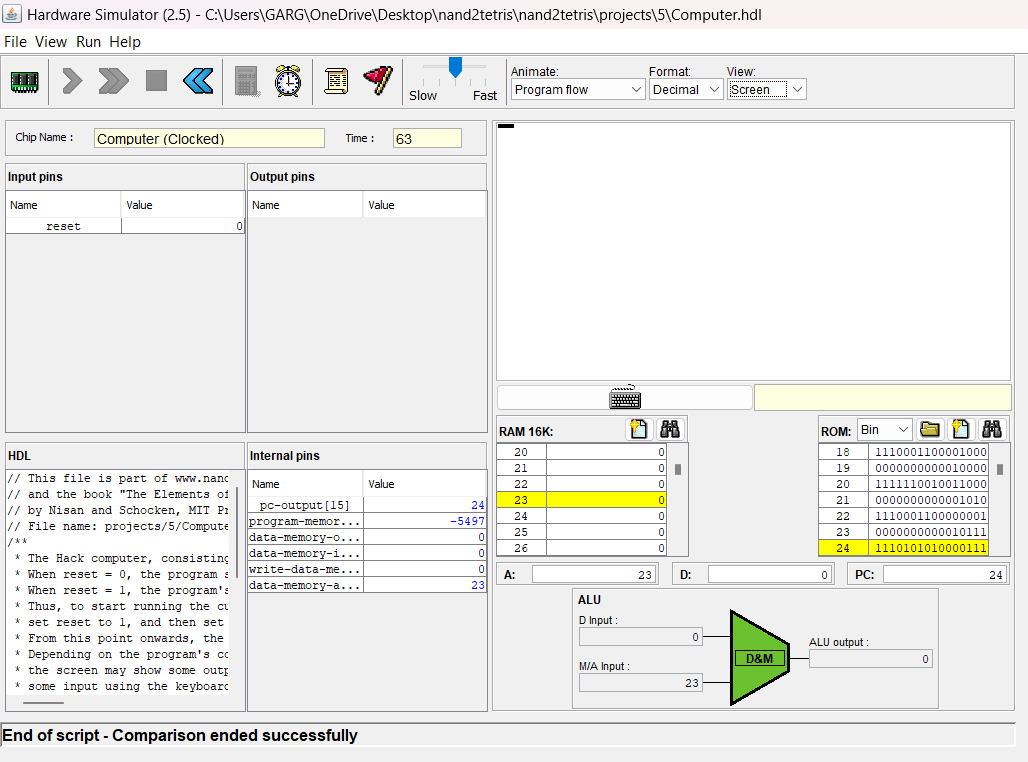 Hardware Simulator (2.5) - C:\Users\GARG\OneDrive\Desktop\nand2tetris\nand2tetris\projects\5\Computer.hdl
File View Run Help
Slow Fast
Animate: Format: View:
Program flow Decimal Screen
Chip Name : Computer (Clocked) Time : 63
Input pins
Name Value
reset 0
Output pins
Name Value
HDL
// This file is part of www.nand
// and the book "The Elements of
// by Nisan and Schocken, MIT Pr
// File name: projects/5/Compute
/**
* The Hack computer, consisting
* When reset = 0, the program s
* When reset = 1, the program's
* Thus, to start running the cu
* set reset to 1, and then set
* From this point onwards, the
* Depending on the program's co
* the screen may show some outp
* some input using the keyboard
Internal pins
Name Value
pc-output[15] 24
program-memor... -5497
data-memory-o... 0
data-memory-i... 0
write-data-me... 0
data-memory-a... 23
RAM 16K:
20 0
21 0
22 0
23 0
24 0
25 0
26 0
ROM: Bin
18 1110001100001000
19 0000000000010000
20 1111110010011000
21 0000000000001010
22 1110001100000001
23 0000000000010111
24 1110101010000111
A: 23 D: 0 PC: 24
ALU
D Input :
0
M/A Input :
23
D&M
ALU output :
0
End of script - Comparison ended successfully